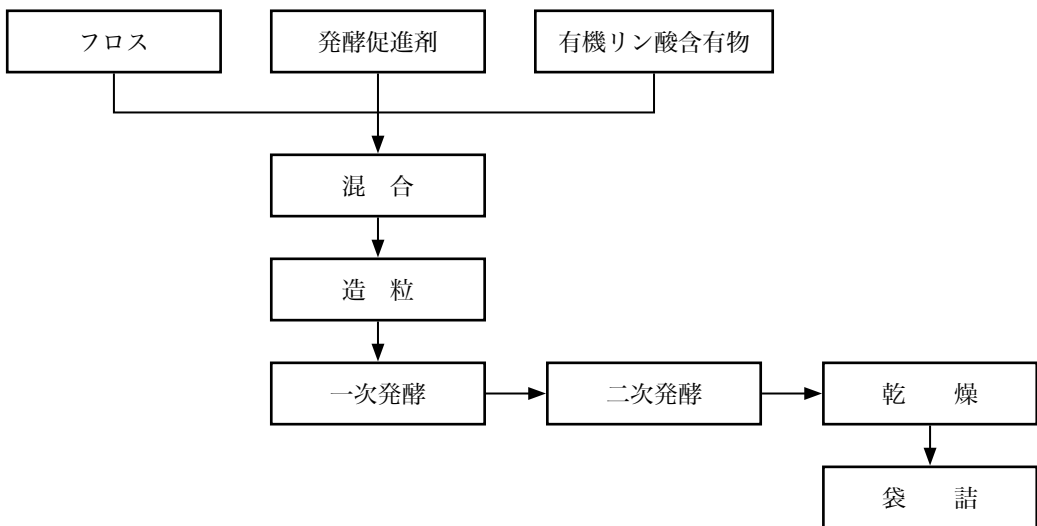 フロス
発酵促進剤
有機リン酸含有物
混　合
造　粒
一次発酵
二次発酵
乾　　燥
袋　　詰